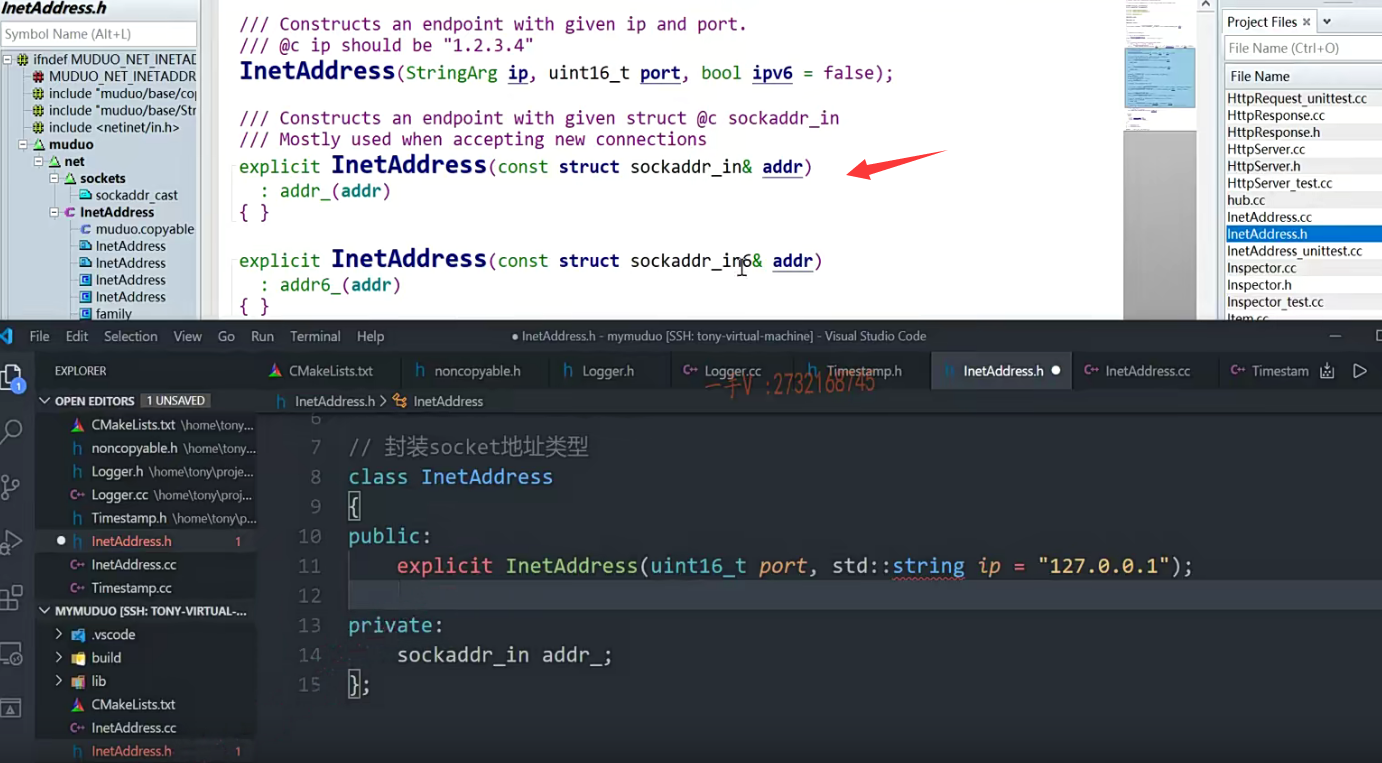 InetAddress.h
Symbol Name (Alt+L)
ifndef MUDUO_NET_INETAD
MUDUO_NET_INETADDR
include "muduo/base/cop
include "muduo/base/Str
include <netinet/in.h>
muduo
net
sockets
sockaddr_cast
InetAddress
muduo.copyable
InetAddress
InetAddress
InetAddress
InetAddress
family
/// Constructs an endpoint with given ip and port.
/// @c ip should be "1.2.3.4"
InetAddress(StringArg ip, uint16_t port, bool ipv6 = false);
/// Constructs an endpoint with given struct @c sockaddr_in
/// Mostly used when accepting new connections
explicit InetAddress(const struct sockaddr_in& addr)
: addr_(addr)
{ }
explicit InetAddress(const struct sockaddr_in6& addr)
: addr6_(addr)
{ }
Project Files
File Name (Ctrl+O)
File Name
HttpRequest_unittest.cc
HttpResponse.cc
HttpResponse.h
HttpServer.cc
HttpServer.h
HttpServer_test.cc
hub.cc
InetAddress.cc
InetAddress.h
InetAddress_unittest.cc
Inspector.cc
Inspector.h
Inspector_test.cc
Item.cc
File Edit Selection View Go Run Terminal Help
● InetAddress.h - mymuduo [SSH: tony-virtual-machine] - Visual Studio Code
EXPLORER
CMakeLists.txt
noncopyable.h
Logger.h
Logger.cc
Timestamp.h
InetAddress.h ●
InetAddress.cc
Timestam
一手V:2732168745
1
OPEN EDITORS 1 UNSAVED
CMakeLists.txt \home\tony...
noncopyable.h \home\tony...
Logger.h \home\tony\proje...
Logger.cc \home\tony\proj...
Timestamp.h \home\tony\p...
● InetAddress.h 1
InetAddress.cc
Timestamp.cc
MYMUDUO [SSH: TONY-VIRTUAL-...
.vscode
build
lib
CMakeLists.txt
InetAddress.cc
InetAddress.h 1
InetAddress.h > InetAddress
6
7 // 封装socket地址类型
8 class InetAddress
9 {
10 public:
11 explicit InetAddress(uint16_t port, std::string ip = "127.0.0.1");
12
13 private:
14 sockaddr_in addr_;
15 };